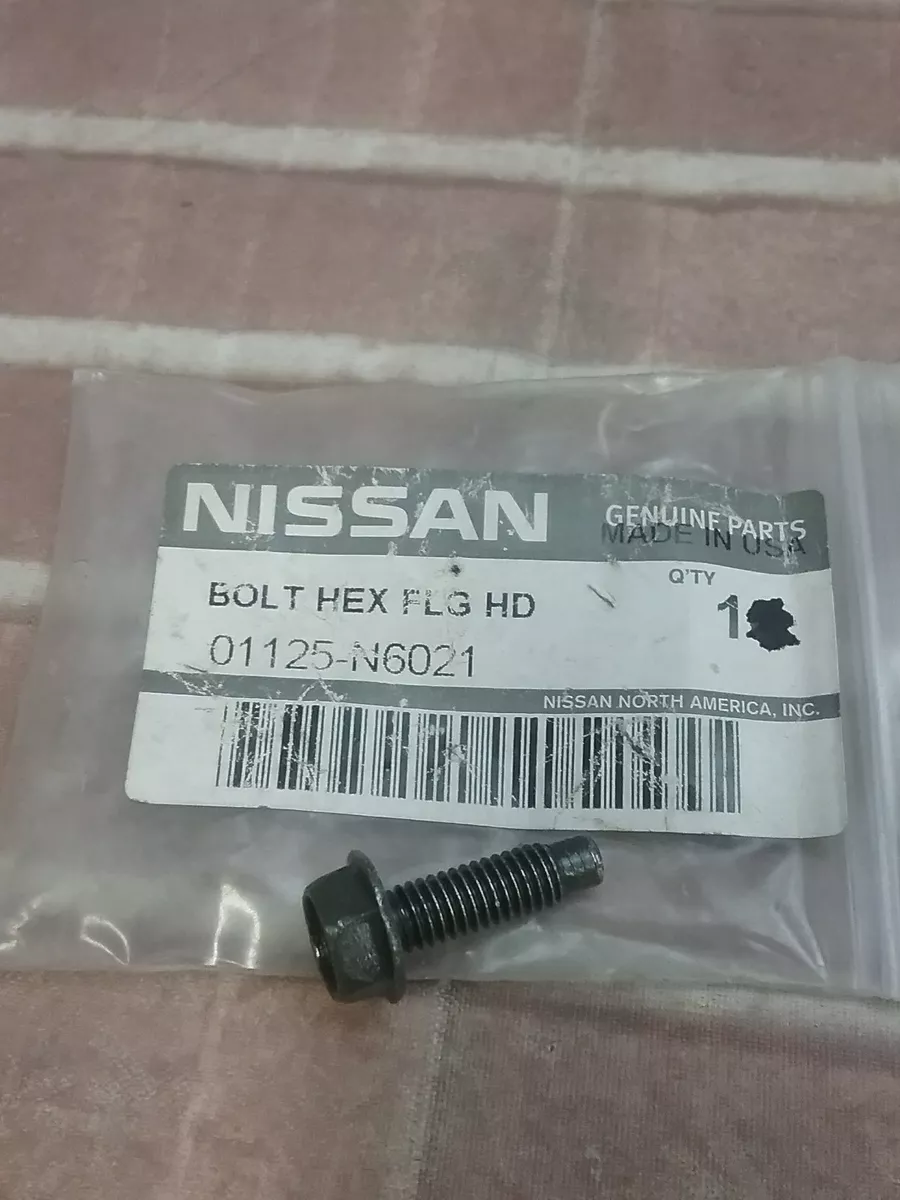 NISSAN
GENUINE PARTS
MADE IN USA
Q'TY
BOLT HEX FLG HD
1
01125-N6021
NISSAN NORTH AMERICA, INC.